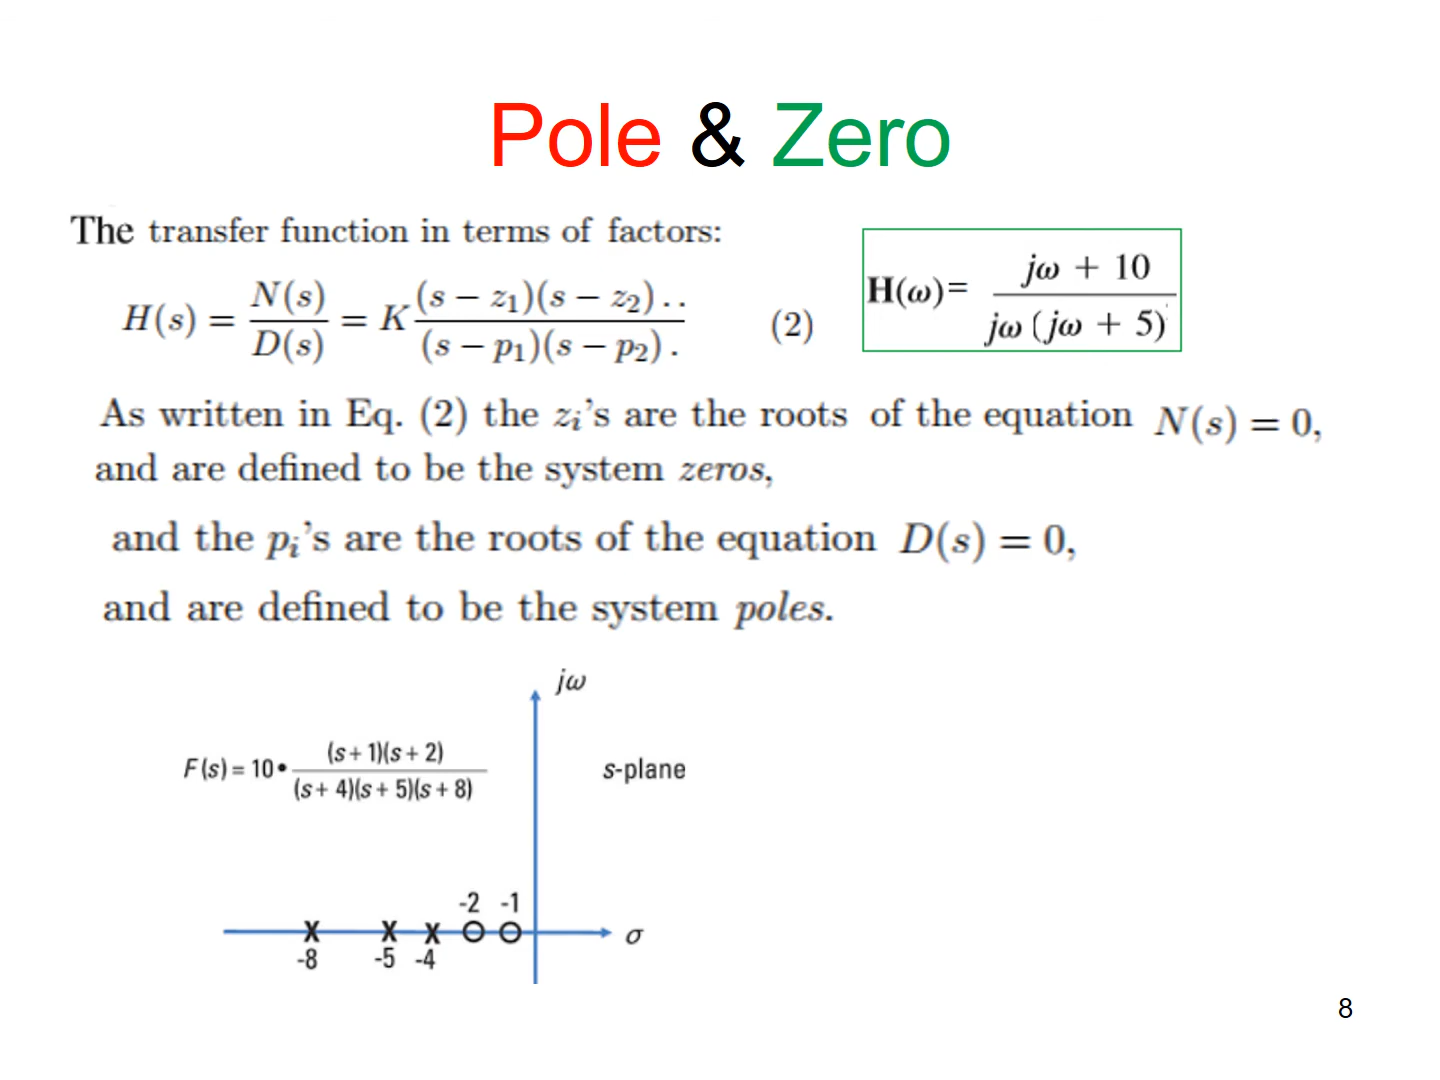 Pole & Zero
The transfer function in terms of factors:
H(s) = N(s)/D(s) = K (s − z₁)(s − z₂) . . / (s − p₁)(s − p₂) . (2)
H(ω)= jω + 10 / jω (jω + 5)
As written in Eq. (2) the zᵢ's are the roots of the equation N(s) = 0,
and are defined to be the system zeros,
and the pᵢ's are the roots of the equation D(s) = 0,
and are defined to be the system poles.
jω
F(s) = 10• (s + 1)(s + 2) / (s + 4)(s + 5)(s + 8)
s-plane
-2 -1
σ
-8 -5 -4
8